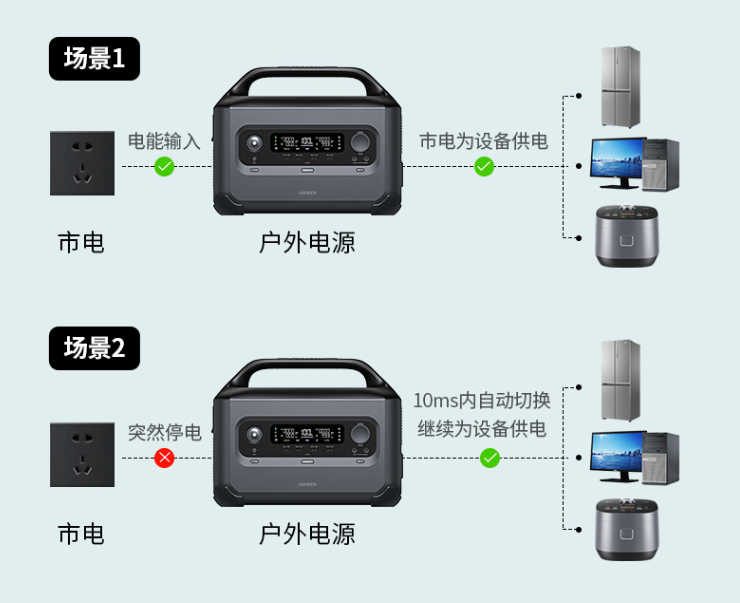 场景1
电能输入
市电为设备供电
市电
户外电源
场景2
突然停电
10ms内自动切换
继续为设备供电
市电
户外电源